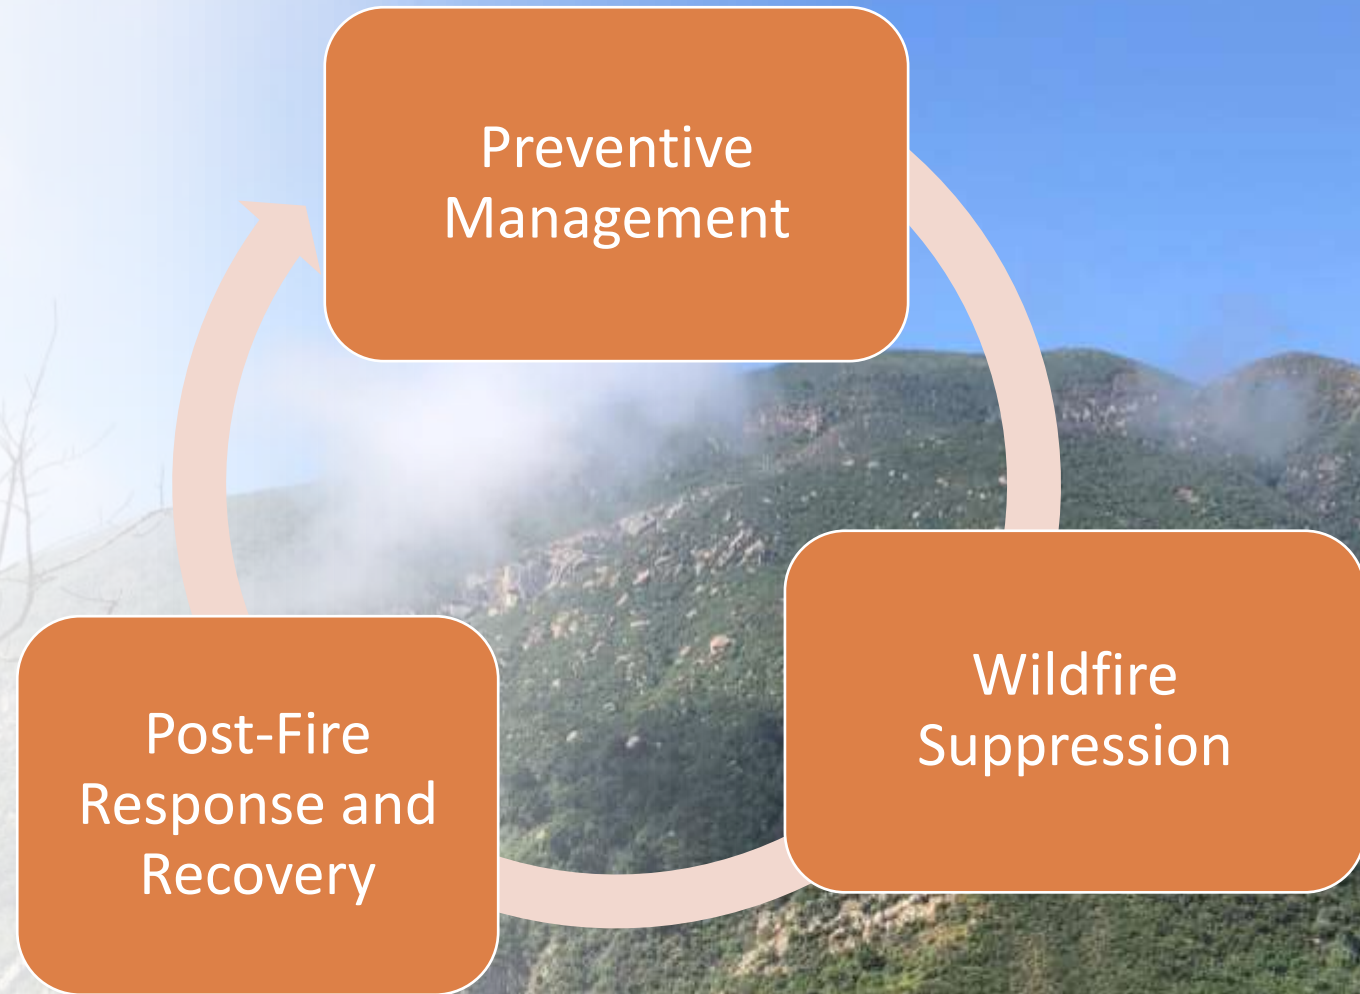 Preventive
Management
Wildfire
Suppression
Post-Fire
Response and
Recovery